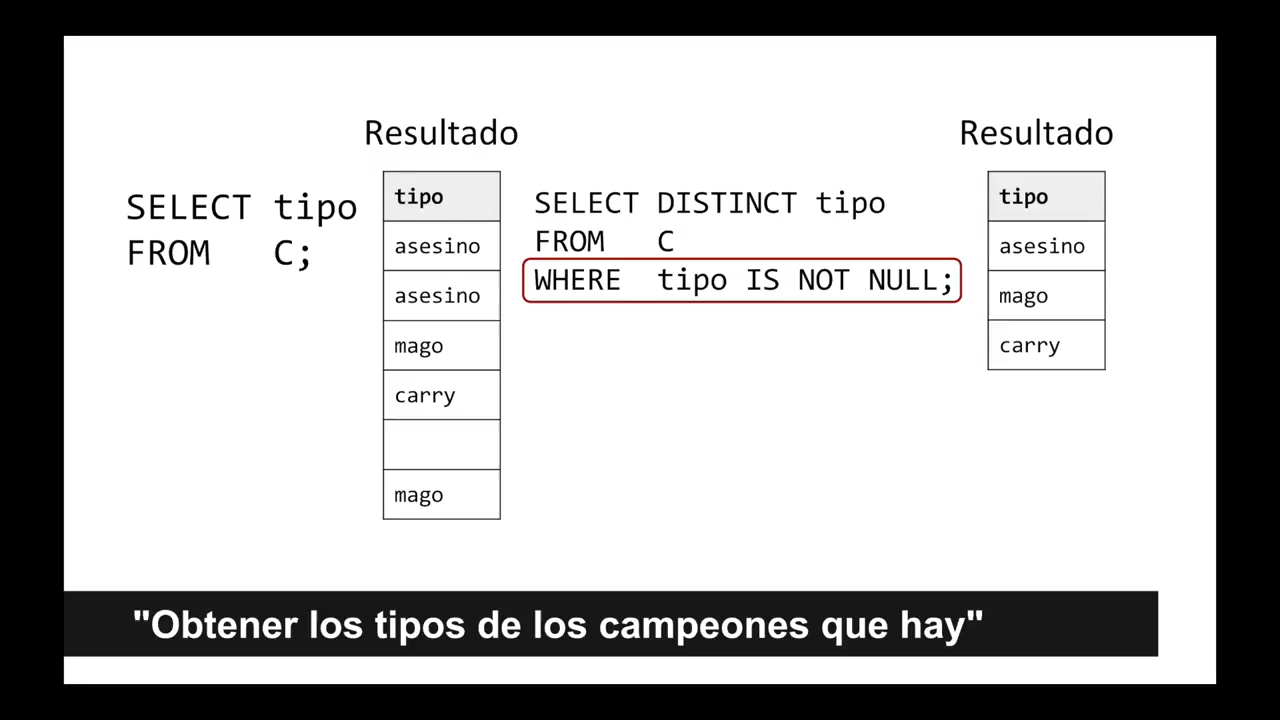 Resultado
SELECT tipo
FROM C;
tipo
asesino
asesino
mago
carry
mago
SELECT DISTINCT tipo
FROM C
WHERE tipo IS NOT NULL;
Resultado
tipo
asesino
mago
carry
"Obtener los tipos de los campeones que hay"